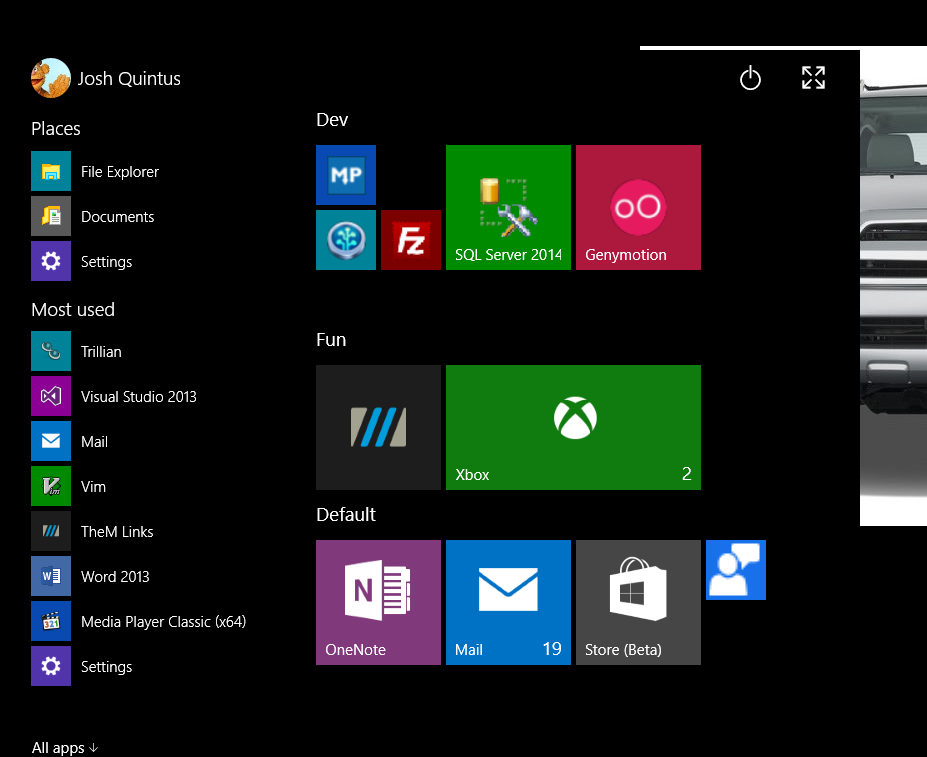 Josh Quintus
Places
File Explorer
Documents
Settings
Most used
Trillian
Visual Studio 2013
Mail
Vim
TheM Links
Word 2013
Media Player Classic (x64)
Settings
All apps
Dev
MP
Fz
SQL Server 2014
Genymotion
Fun
Xbox 2
Default
N
OneNote
Mail 19
Store (Beta)